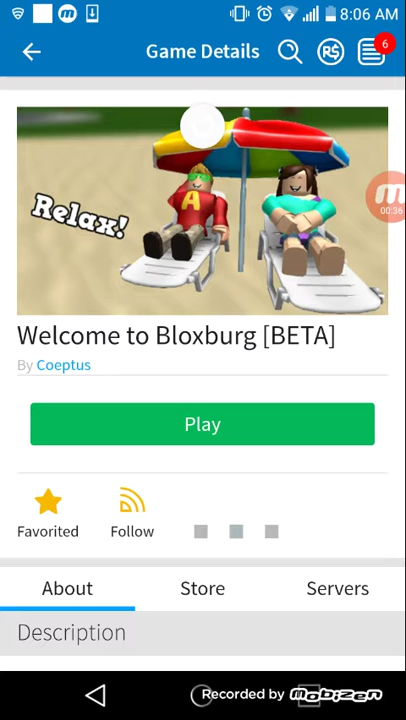 8:06 AM
Game Details
R$
6
Relax!
A
M
00:36
Welcome to Bloxburg [BETA]
By Coeptus
Play
Favorited
Follow
About
Store
Servers
Description
Recorded by Mobizen